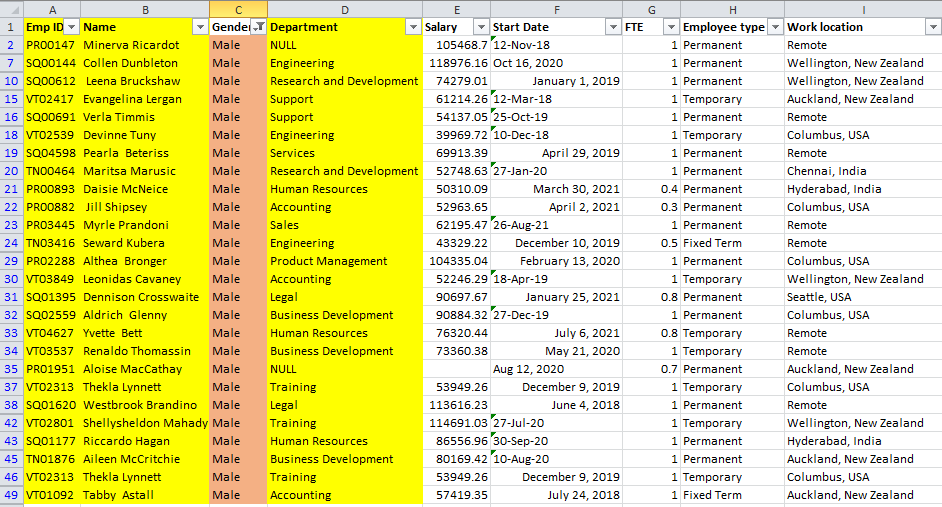 A B C D E F G H I
1 Emp ID Name Gender Department Salary Start Date FTE Employee type Work location
2 PR00147 Minerva Ricardot Male NULL 105468.7 12-Nov-18 1 Permanent Remote
7 SQ00144 Collen Dunbleton Male Engineering 118976.16 Oct 16, 2020 1 Permanent Wellington, New Zealand
10 SQ00612 Leena Bruckshaw Male Research and Development 74279.01 January 1, 2019 1 Permanent Wellington, New Zealand
15 VT02417 Evangelina Lergan Male Support 61214.26 12-Mar-18 1 Temporary Auckland, New Zealand
16 SQ00691 Verla Timmis Male Support 54137.05 25-Oct-19 1 Permanent Remote
18 VT02539 Devinne Tuny Male Engineering 39969.72 10-Dec-18 1 Temporary Columbus, USA
19 SQ04598 Pearla Beteriss Male Services 69913.39 April 29, 2019 1 Permanent Remote
20 TN00464 Maritsa Marusic Male Research and Development 52748.63 27-Jan-20 1 Permanent Chennai, India
21 PR00893 Daisie McNeice Male Human Resources 50310.09 March 30, 2021 0.4 Permanent Hyderabad, India
22 PR00882 Jill Shipsey Male Accounting 52963.65 April 2, 2021 0.3 Permanent Columbus, USA
23 PR03445 Myrle Prandoni Male Sales 62195.47 26-Aug-21 1 Permanent Remote
24 TN03416 Seward Kubera Male Engineering 43329.22 December 10, 2019 0.5 Fixed Term Remote
29 PR02288 Althea Bronger Male Product Management 104335.04 February 13, 2020 1 Permanent Columbus, USA
30 VT03849 Leonidas Cavaney Male Accounting 52246.29 18-Apr-19 1 Temporary Wellington, New Zealand
31 SQ01395 Dennison Crosswaite Male Legal 90697.67 January 25, 2021 0.8 Permanent Seattle, USA
32 SQ02559 Aldrich Glenny Male Business Development 90884.32 27-Dec-19 1 Permanent Columbus, USA
33 VT04627 Yvette Bett Male Human Resources 76320.44 July 6, 2021 0.8 Temporary Remote
34 VT03537 Renaldo Thomassin Male Business Development 73360.38 May 21, 2020 1 Temporary Remote
35 PR01951 Aloise MacCathay Male NULL Aug 12, 2020 0.7 Permanent Auckland, New Zealand
37 VT02313 Thekla Lynnett Male Training 53949.26 December 9, 2019 1 Temporary Columbus, USA
38 SQ01620 Westbrook Brandino Male Legal 113616.23 June 4, 2018 1 Permanent Remote
42 VT02801 Shellysheldon Mahady Male Training 114691.03 27-Jul-20 1 Temporary Wellington, New Zealand
43 SQ01177 Riccardo Hagan Male Human Resources 86556.96 30-Sep-20 1 Permanent Hyderabad, India
45 TN01876 Aileen McCritchie Male Business Development 80169.42 10-Aug-20 1 Permanent Auckland, New Zealand
46 VT02313 Thekla Lynnett Male Training 53949.26 December 9, 2019 1 Temporary Columbus, USA
49 VT01092 Tabby Astall Male Accounting 57419.35 July 24, 2018 1 Fixed Term Auckland, New Zealand